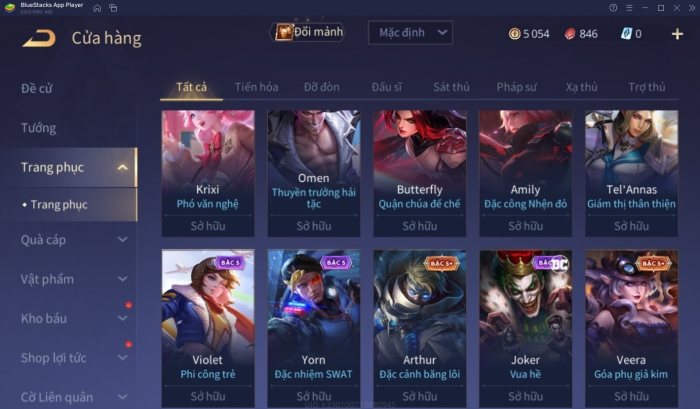 BlueStacks App Player
Cửa hàng
Đổi mảnh
Mặc định
5 054
846
0
Đề cử
Tất cả
Tiến hóa
Đỡ đòn
Đấu sĩ
Sát thủ
Pháp sư
Xạ thủ
Trợ thủ
Tướng
Trang phục
Trang phục
Quà cáp
Vật phẩm
Kho báu
Shop lợi tức
Cờ Liên quân
Krixi
Phó văn nghệ
Sở hữu
Omen
Thuyền trưởng hải
tặc
Sở hữu
Butterfly
Quận chúa đế chế
Sở hữu
Amily
Đặc công Nhện đỏ
Sở hữu
Tel'Annas
Giám thị thân thiện
Sở hữu
BẬC S
Violet
Phi công trẻ
Sở hữu
BẬC S
Yorn
Đặc nhiệm SWAT
Sở hữu
BẬC S+
Arthur
Đặc cảnh băng lôi
Sở hữu
BẬC S
DC
Joker
Vua hề
Sở hữu
BẬC S+
Veera
Góa phụ giả kim
Sở hữu